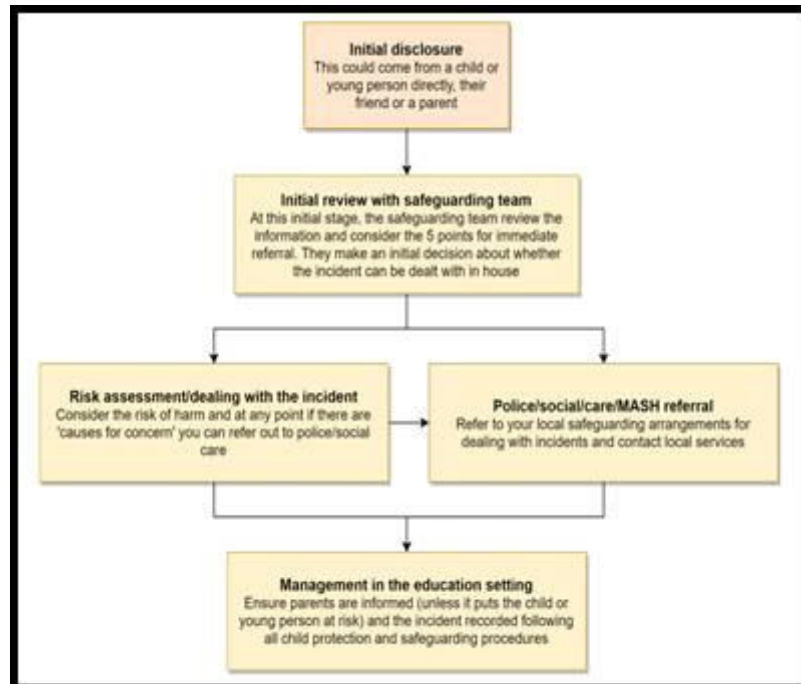 Initial disclosure
This could come from a child or
young person directly, their
friend or a parent
Initial review with safeguarding team
At this initial stage, the safeguarding team review the
information and consider the 5 points for immediate
referral. They make an initial decision about whether
the incident can be dealt with in house
Risk assessment/dealing with the incident
Consider the risk of harm and at any point if there are
'causes for concern' you can refer out to police/social
care
Police/social/care/MASH referral
Refer to your local safeguarding arrangements for
dealing with incidents and contact local services
Management in the education setting
Ensure parents are informed (unless it puts the child or
young person at risk) and the incident recorded following
all child protection and safeguarding procedures